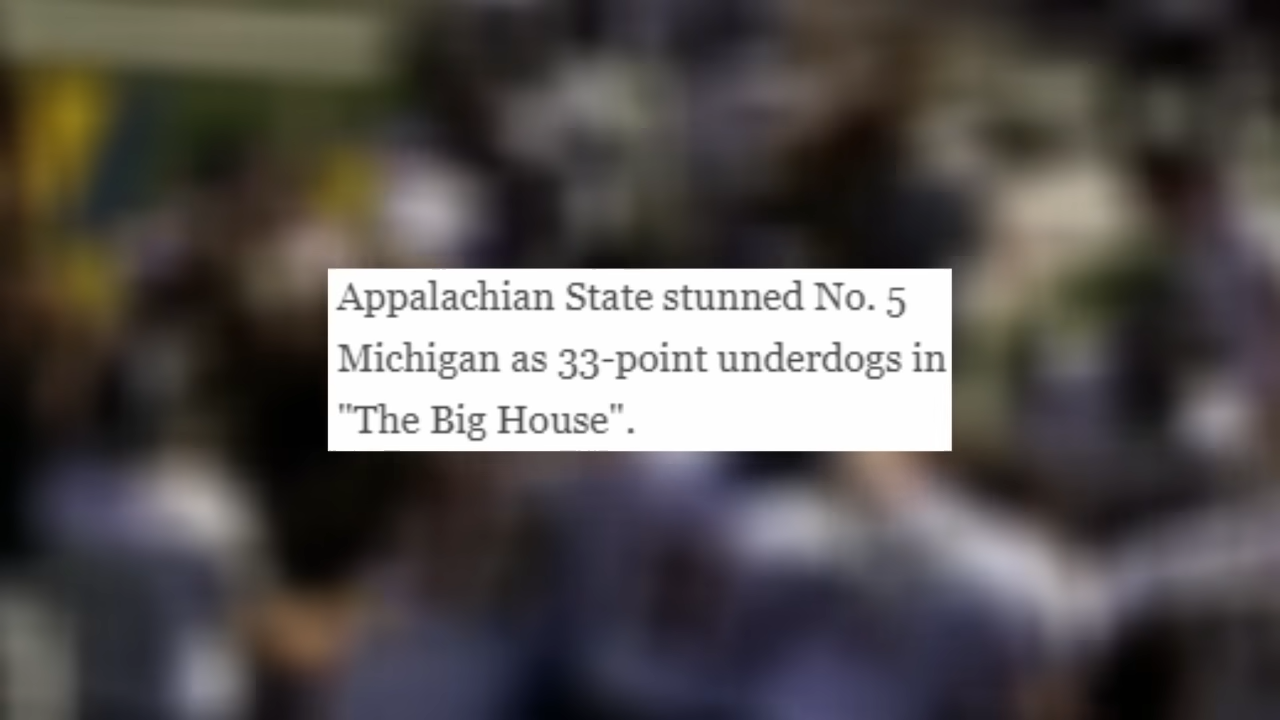 Appalachian State stunned No. 5
Michigan as 33-point underdogs in
"The Big House".